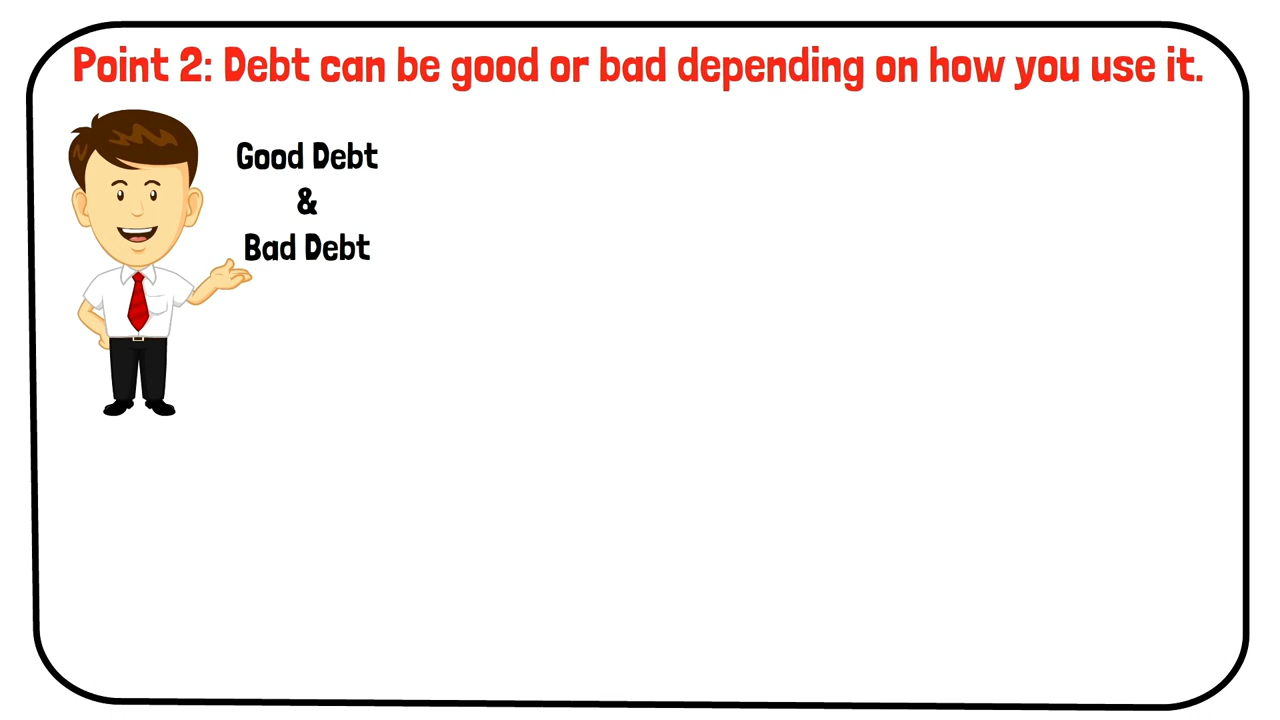 Point 2: Debt can be good or bad depending on how you use it.
Good Debt
&
Bad Debt